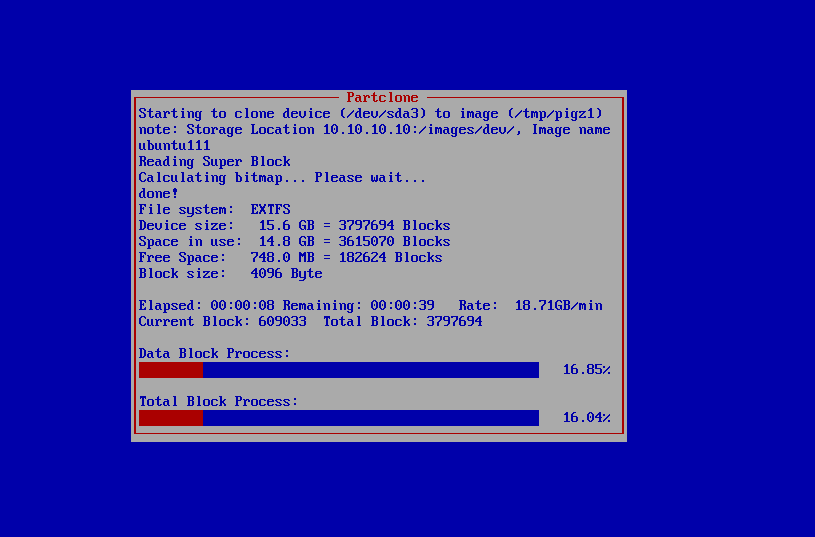 Partclone
Starting to clone device (/dev/sda3) to image (/tmp/pigz1)
note: Storage Location 10.10.10.10:/images/dev/, Image name
ubuntu111
Reading Super Block
Calculating bitmap... Please wait...
done!
File system:  EXTFS
Device size:   15.6 GB = 3797694 Blocks
Space in use:  14.8 GB = 3615070 Blocks
Free Space:   748.0 MB = 182624 Blocks
Block size:   4096 Byte
Elapsed: 00:00:08 Remaining: 00:00:39   Rate:  18.71GB/min
Current Block: 609033  Total Block: 3797694
Data Block Process:
16.85%
Total Block Process:
16.04%